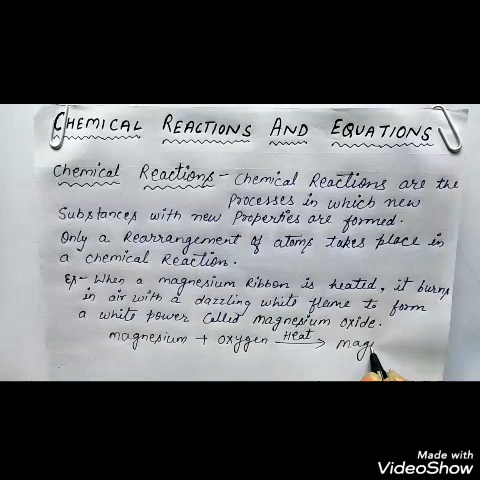 CHEMICAL REACTIONS AND EQUATIONS
Chemical Reactions - Chemical Reactions are the
Processes in which new
Substances with new Properties are formed.
Only a Rearrangement of atoms takes place in
a chemical Reaction.
Ex- When a magnesium Ribbon is heated, it burns
in air with a dazzling white flame to form
a white power called magnesium oxide.
magnesium + oxygen Heat → mag
Made with
VideoShow